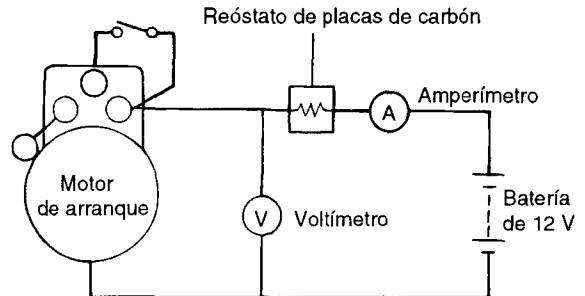 Reóstato de placas de carbón
Amperímetro
A
Motor
de arranque
V
Voltímetro
Batería
de 12 V